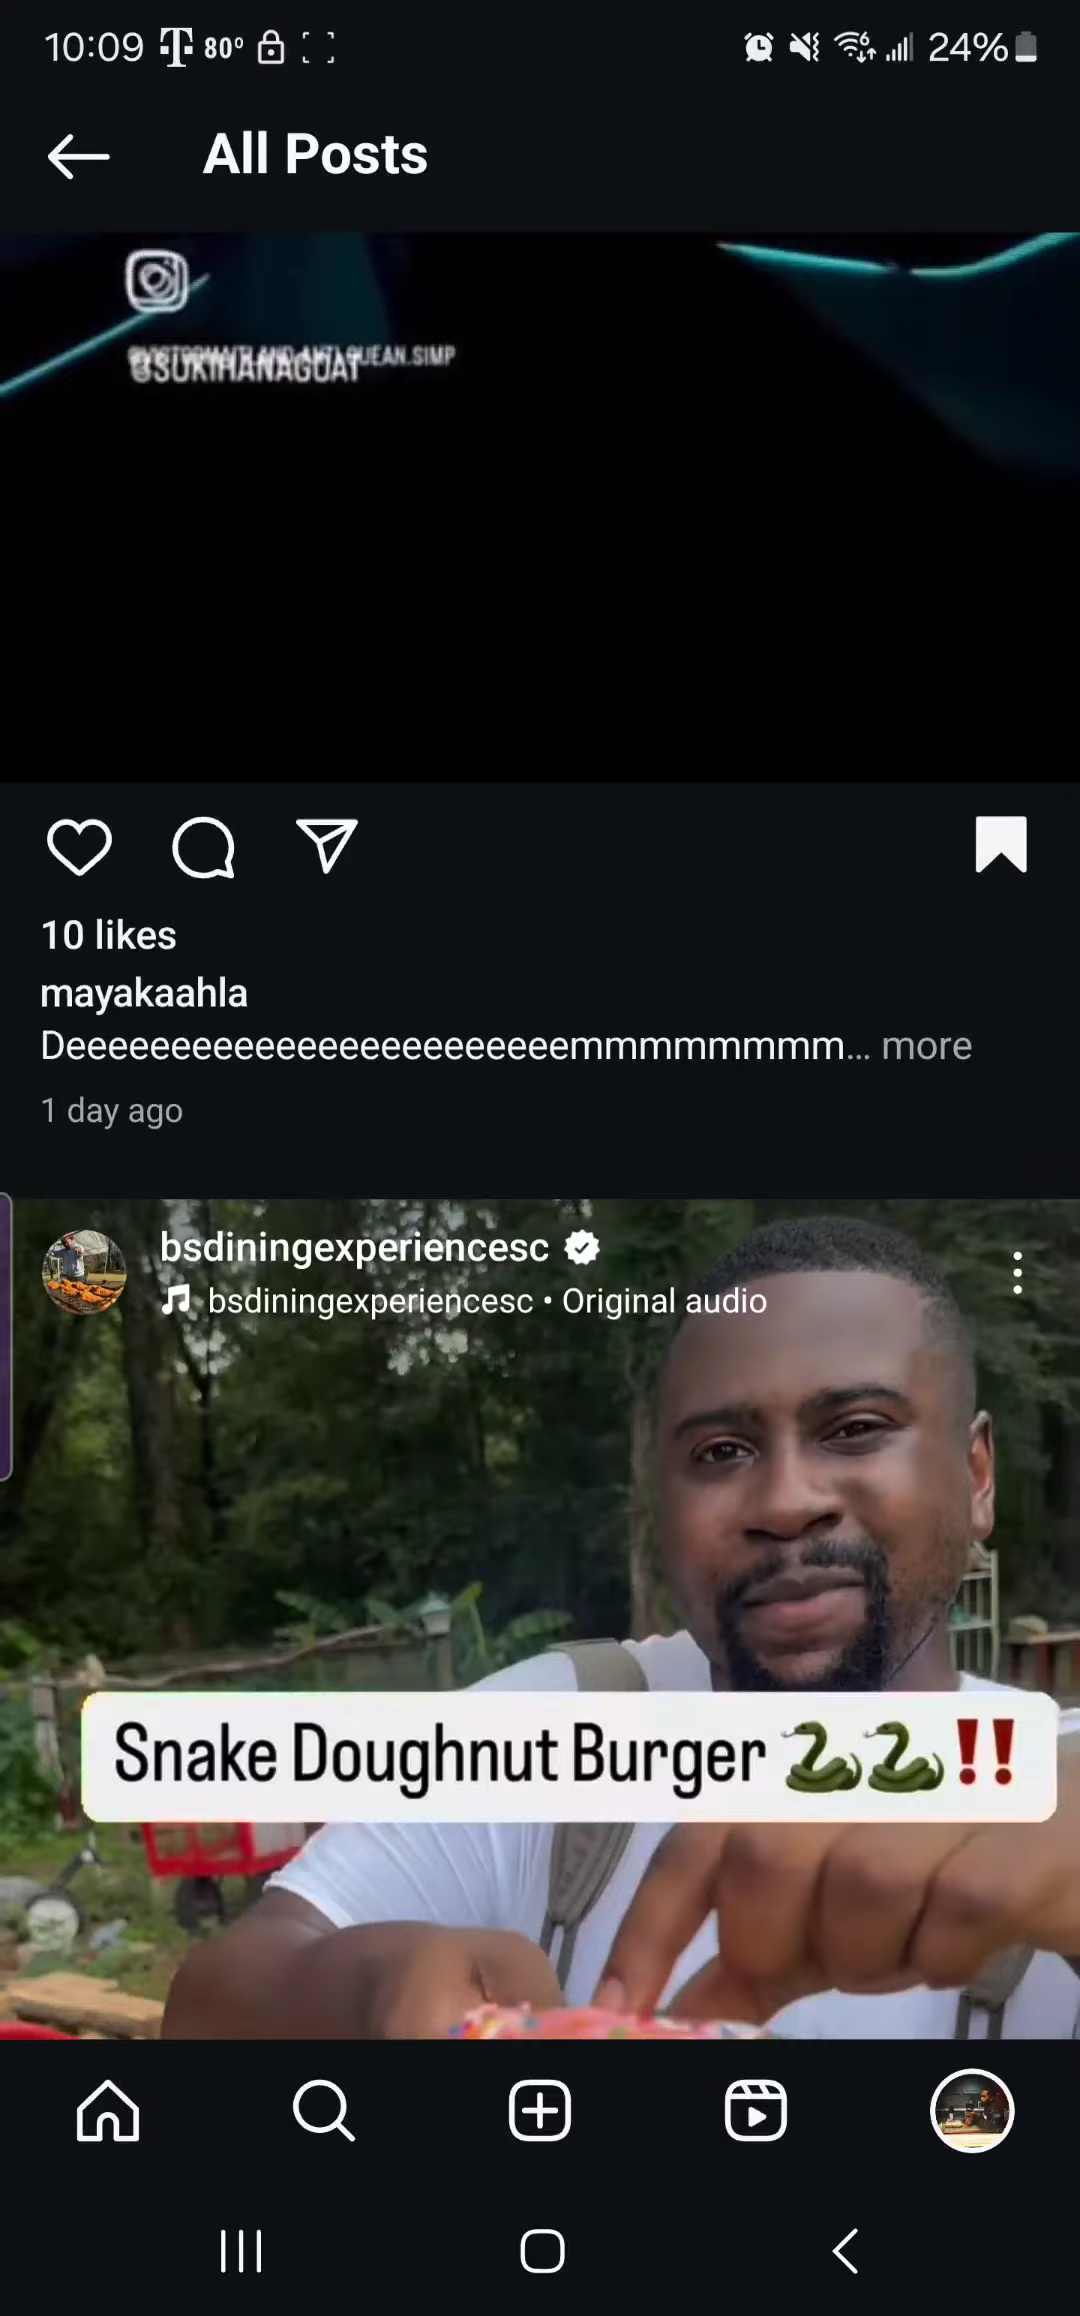 10:09 80° 24%
All Posts
@SUKIHANAGOAT
10 likes
mayakaahla
Deeeeeeeeeeeeeeeeeeeeeeeemmmmmmmmm... more
1 day ago
bsdiningexperiencesc
bsdiningexperiencesc • Original audio
Snake Doughnut Burger 🐍🐍‼️